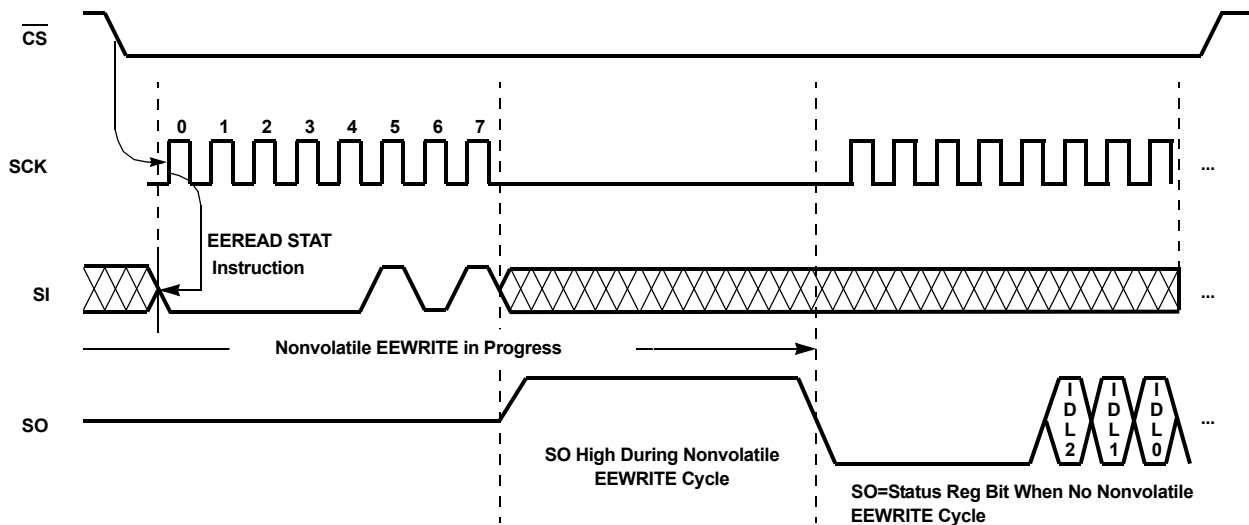 CS
SCK
0 1 2 3 4 5 6 7
...
EEREAD STAT
Instruction
SI
...
Nonvolatile EEWRITE in Progress
SO
IDL2
IDL1
IDL0
...
SO High During Nonvolatile
EEWRITE Cycle
SO=Status Reg Bit When No Nonvolatile
EEWRITE Cycle